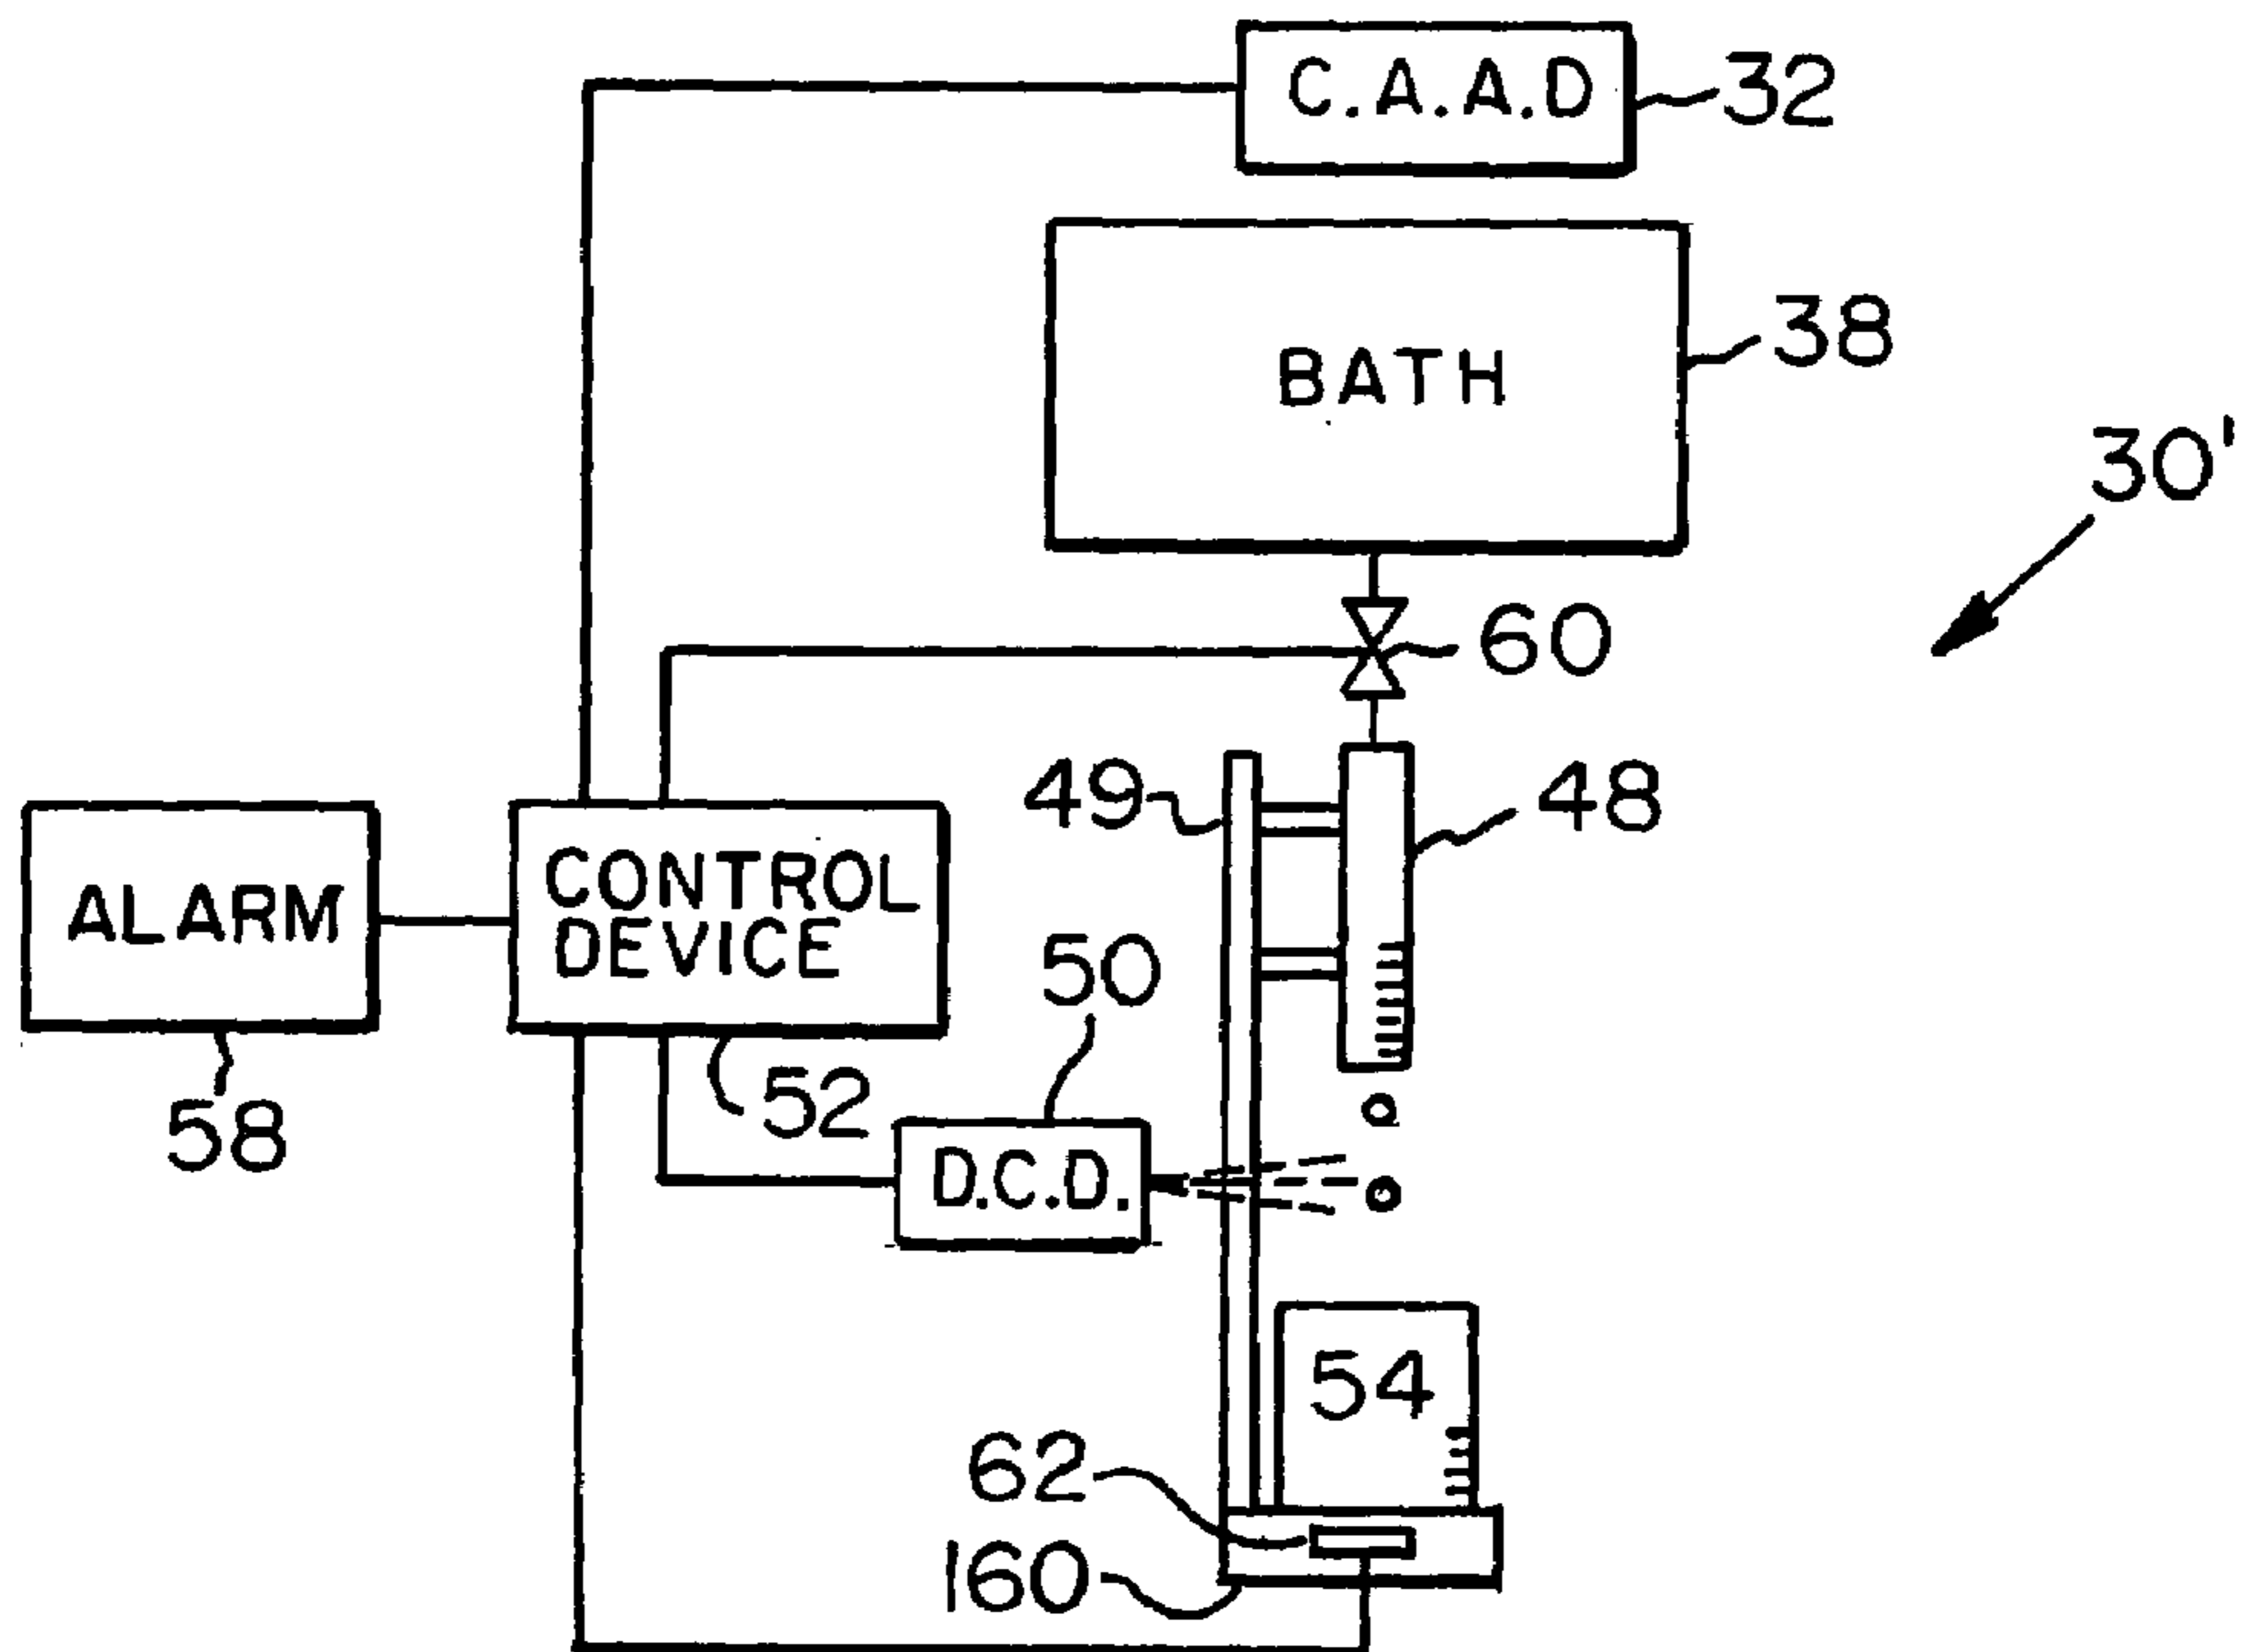 C.A.A.D
32
BATH
38
30'
60
49
48
ALARM
CONTROL
DEVICE
50
58
52
D.C.D.
54
62
160